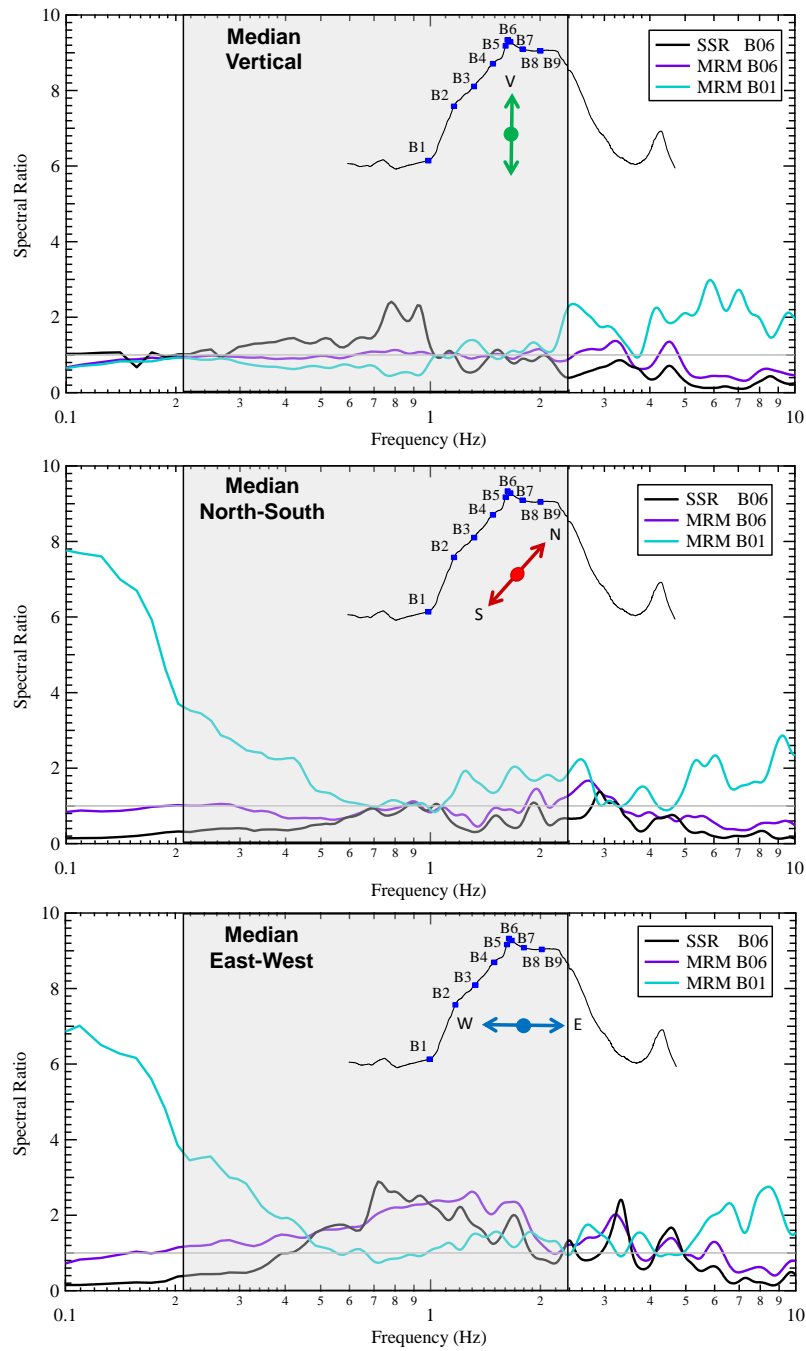 Median
Vertical
SSR B06
MRM B06
MRM B01
B1
B2
B3
B4
B5
B6
B7
B8 B9
V
Spectral Ratio
10
8
6
4
2
0
0.1 2 3 4 5 6 7 8 9 1 2 3 4 5 6 7 8 9 10
Frequency (Hz)
Median
North-South
SSR B06
MRM B06
MRM B01
B1
B2
B3
B4
B5
B6
B7
B8 B9
N
S
Spectral Ratio
10
8
6
4
2
0
0.1 2 3 4 5 6 7 8 9 1 2 3 4 5 6 7 8 9 10
Frequency (Hz)
Median
East-West
SSR B06
MRM B06
MRM B01
B1
B2
B3
B4
B5
B6
B7
B8 B9
W E
Spectral Ratio
10
8
6
4
2
0
0.1 2 3 4 5 6 7 8 9 1 2 3 4 5 6 7 8 9 10
Frequency (Hz)